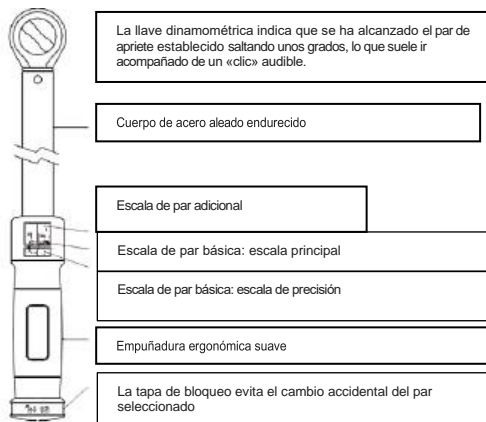 La llave dinamométrica indica que se ha alcanzado el par de
apriete establecido saltando unos grados, lo que suele ir
acompañado de un «clic» audible.
Cuerpo de acero aleado endurecido
Escala de par adicional
Escala de par básica: escala principal
Escala de par básica: escala de precisión
Empuñadura ergonómica suave
La tapa de bloqueo evita el cambio accidental del par
seleccionado